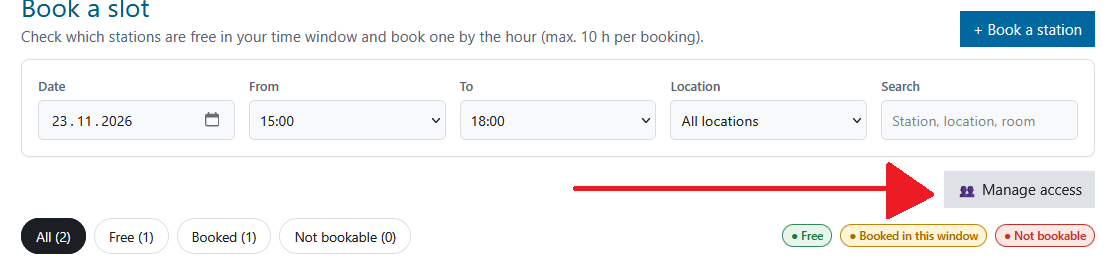 Book a slot
Check which stations are free in your time window and book one by the hour (max. 10 h per booking).
+ Book a station
Date
From
To
Location
Search
23.11.2026
15:00
18:00
All locations
Station, location, room
Manage access
All (2)
Free (1)
Booked (1)
Not bookable (0)
● Free
● Booked in this window
● Not bookable